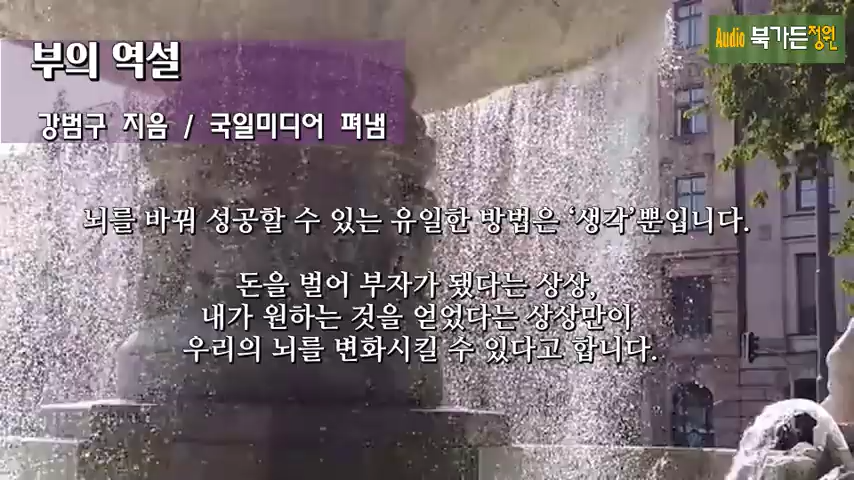 부의 역설
Audio 북가든정원
강범구 지음 / 국일미디어 펴냄
뇌를 바꿔 성공할 수 있는 유일한 방법은 ‘생각’뿐입니다.
돈을 벌어 부자가 됐다는 상상,
내가 원하는 것을 얻었다는 상상만이
우리의 뇌를 변화시킬 수 있다고 합니다.